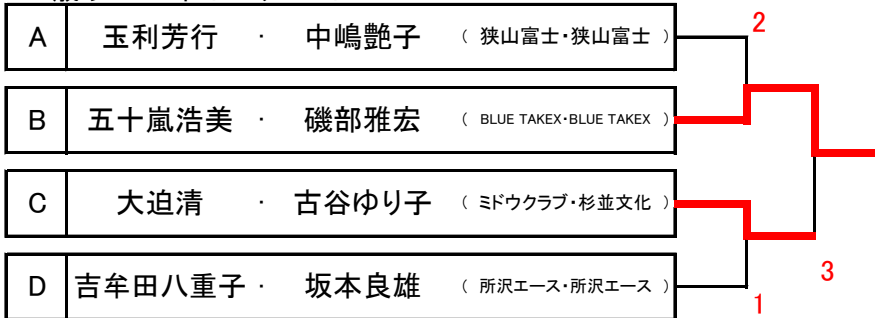 A 玉利芳行 ・ 中嶋艶子 （ 狭山富士・狭山富士 ）
2
B 五十嵐浩美 ・ 磯部雅宏 （ BLUE TAKEX・BLUE TAKEX ）
C 大迫清 ・ 古谷ゆり子 （ ミドウクラブ・杉並文化 ）
3
D 吉牟田八重子 ・ 坂本良雄 （ 所沢エース・所沢エース ）
1